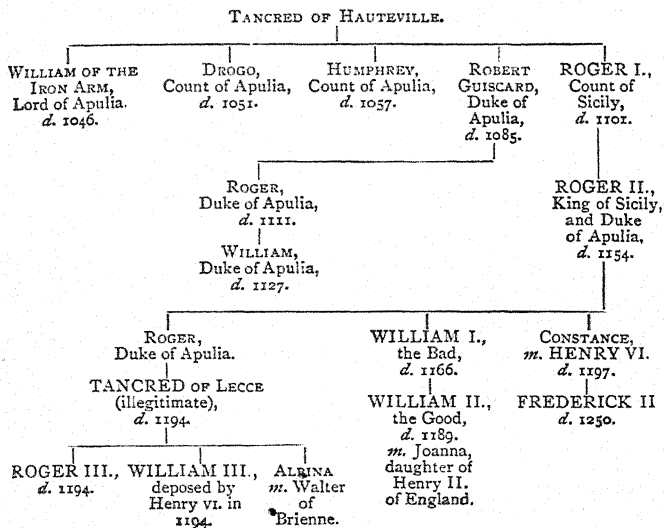 TANCRED OF HAUTEVILLE.
WILLIAM OF THE
IRON ARM,
Lord of Apulia.
d. 1046.
DROGO,
Count of Apulia,
d. 1051.
HUMPHREY,
Count of Apulia,
d. 1057.
ROBERT
GUISCARD,
Duke of
Apulia,
d. 1085.
ROGER I.,
Count of
Sicily,
d. 1101.
ROGER,
Duke of Apulia,
d. 1111.
WILLIAM,
Duke of Apulia,
d. 1127.
ROGER II.,
King of Sicily,
and Duke
of Apulia,
d. 1154.
ROGER,
Duke of Apulia.
TANCRED OF LECCE
(illegitimate),
d. 1194.
WILLIAM I.,
the Bad,
d. 1166.
WILLIAM II.,
the Good,
d. 1189.
m. Joanna,
daughter of
Henry II.
of England.
CONSTANCE,
m. HENRY VI.
d. 1197.
FREDERICK II
d. 1250.
ROGER III.,
d. 1194.
WILLIAM III.,
deposed by
Henry VI. in
1194.
ALBINA
m. Walter
of
Brienne.